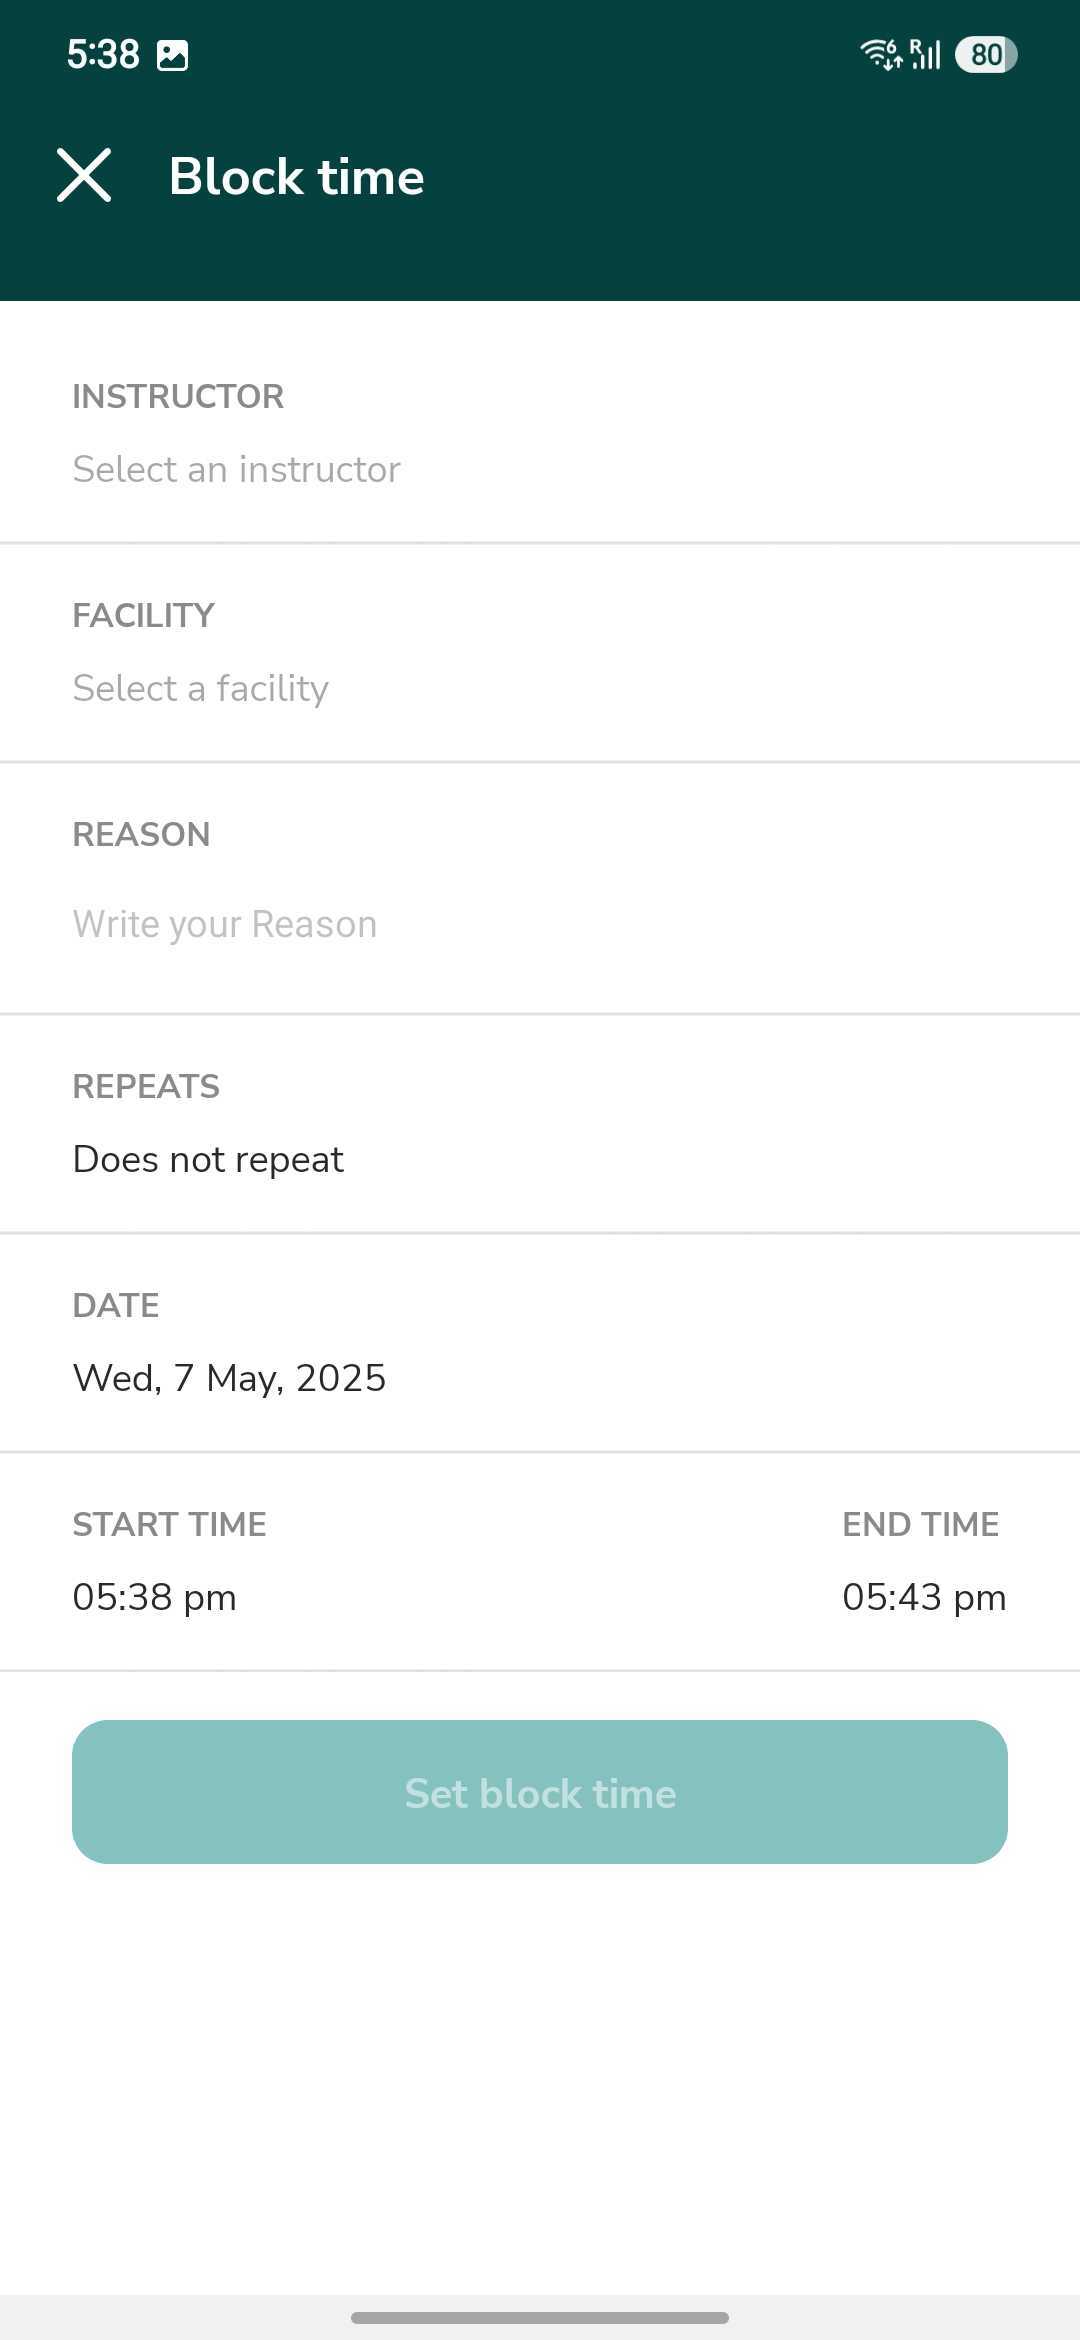 5:38
6 R 80
Block time
INSTRUCTOR
Select an instructor
FACILITY
Select a facility
REASON
Write your Reason
REPEATS
Does not repeat
DATE
Wed, 7 May, 2025
START TIME END TIME
05:38 pm 05:43 pm
Set block time